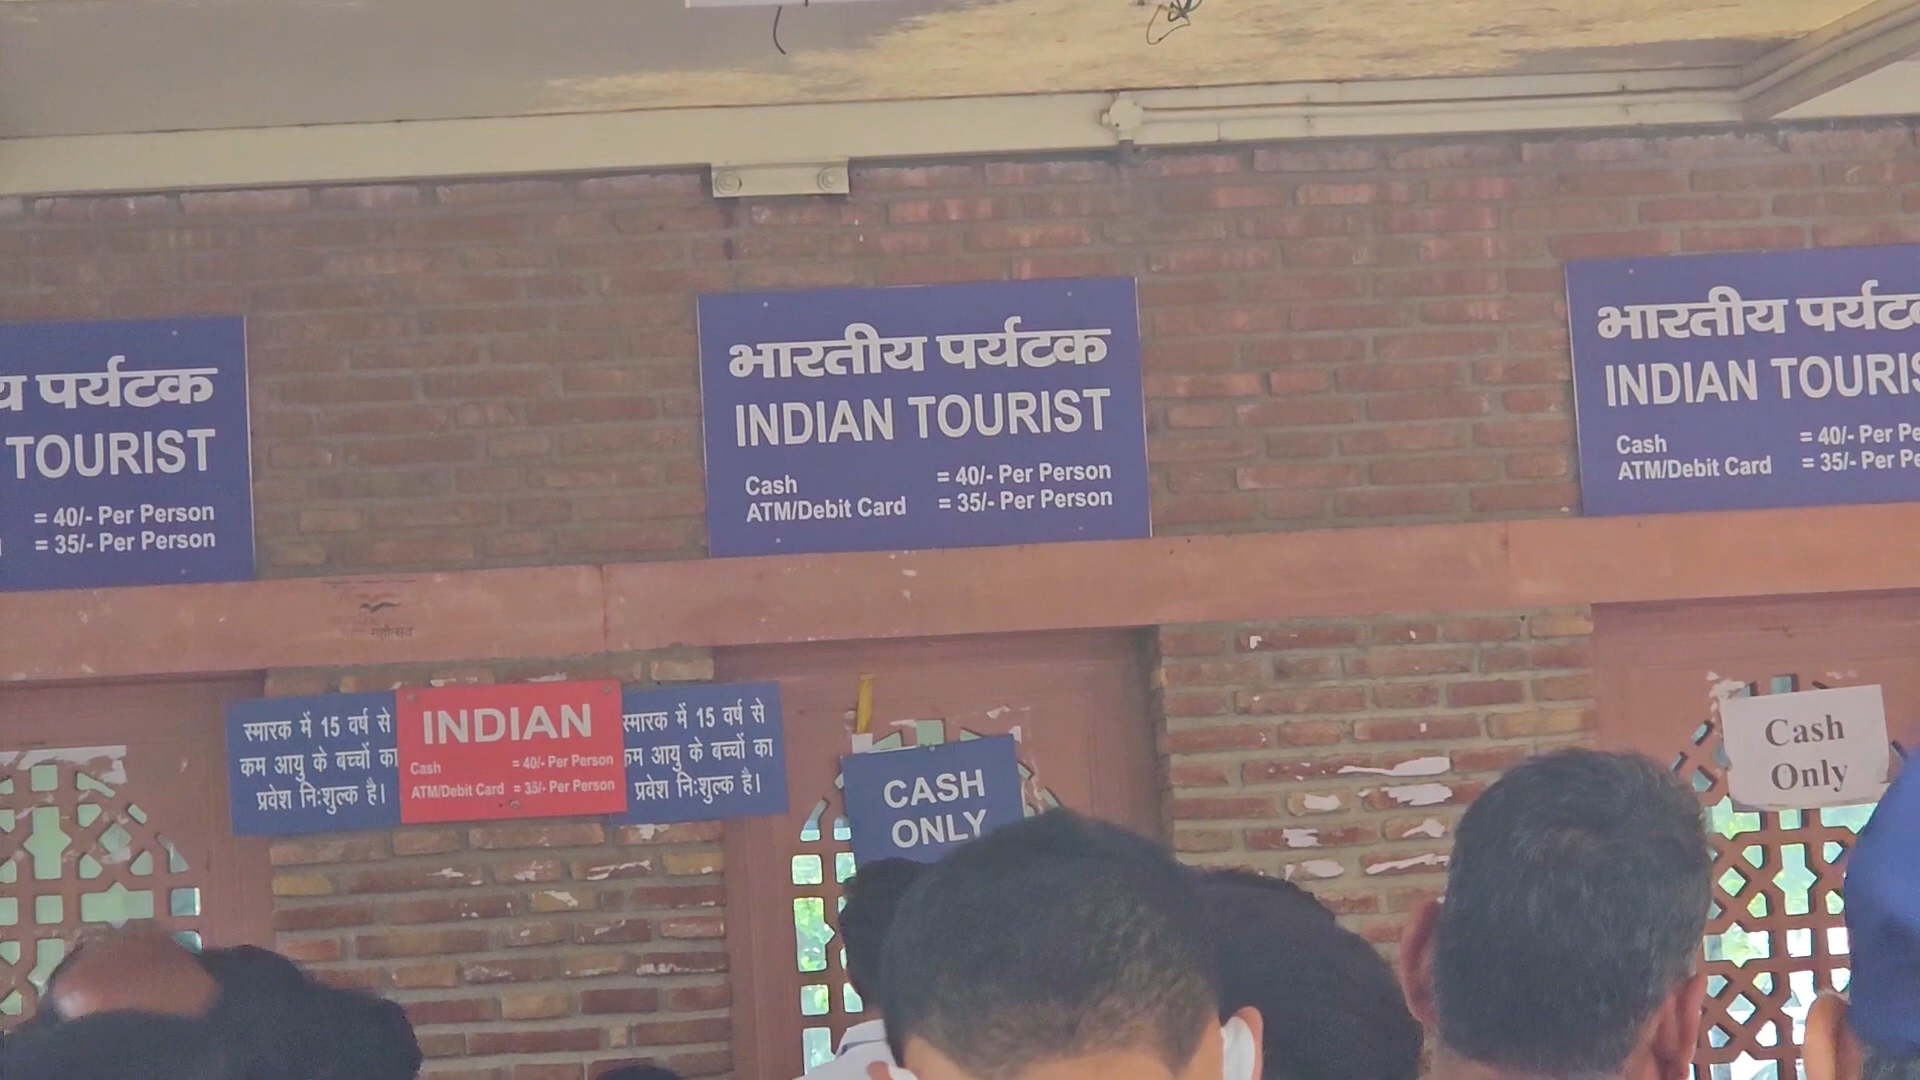 य पर्यटक
TOURIST
= 40/- Per Person
= 35/- Per Person
भारतीय पर्यटक
INDIAN TOURIST
Cash = 40/- Per Person
ATM/Debit Card = 35/- Per Person
भारतीय पर्यट
INDIAN TOURIS
Cash = 40/- Per Pe
ATM/Debit Card = 35/- Per Pe
महोत्सव
स्मारक में 15 वर्ष से
कम आयु के बच्चों का
प्रवेश नि:शुल्क है।
INDIAN
Cash = 40/- Per Person
ATM/Debit Card = 35/- Per Person
स्मारक में 15 वर्ष से
कम आयु के बच्चों का
प्रवेश नि:शुल्क है।
CASH
ONLY
Cash
Only